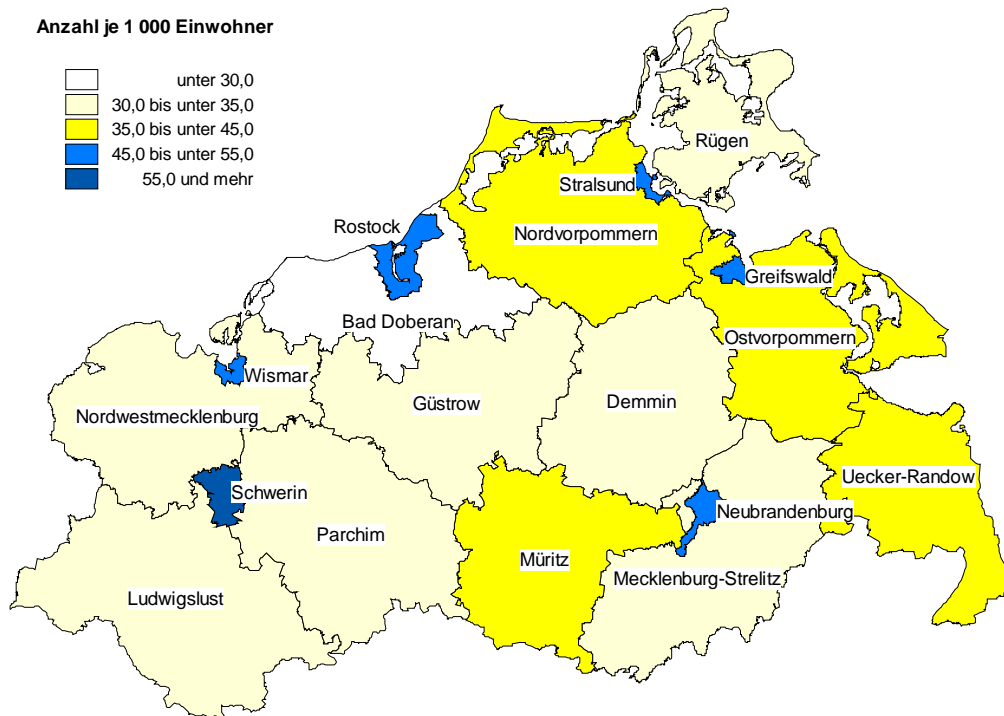 Anzahl je 1 000 Einwohner
unter 30,0
30,0 bis unter 35,0
35,0 bis unter 45,0
45,0 bis unter 55,0
55,0 und mehr
Rügen
Stralsund
Rostock
Nordvorpommern
Greifswald
Bad Doberan
Ostvorpommern
Wismar
Güstrow
Demmin
Nordwestmecklenburg
Uecker-Randow
Schwerin
Neubrandenburg
Parchim
Müritz
Mecklenburg-Strelitz
Ludwigslust